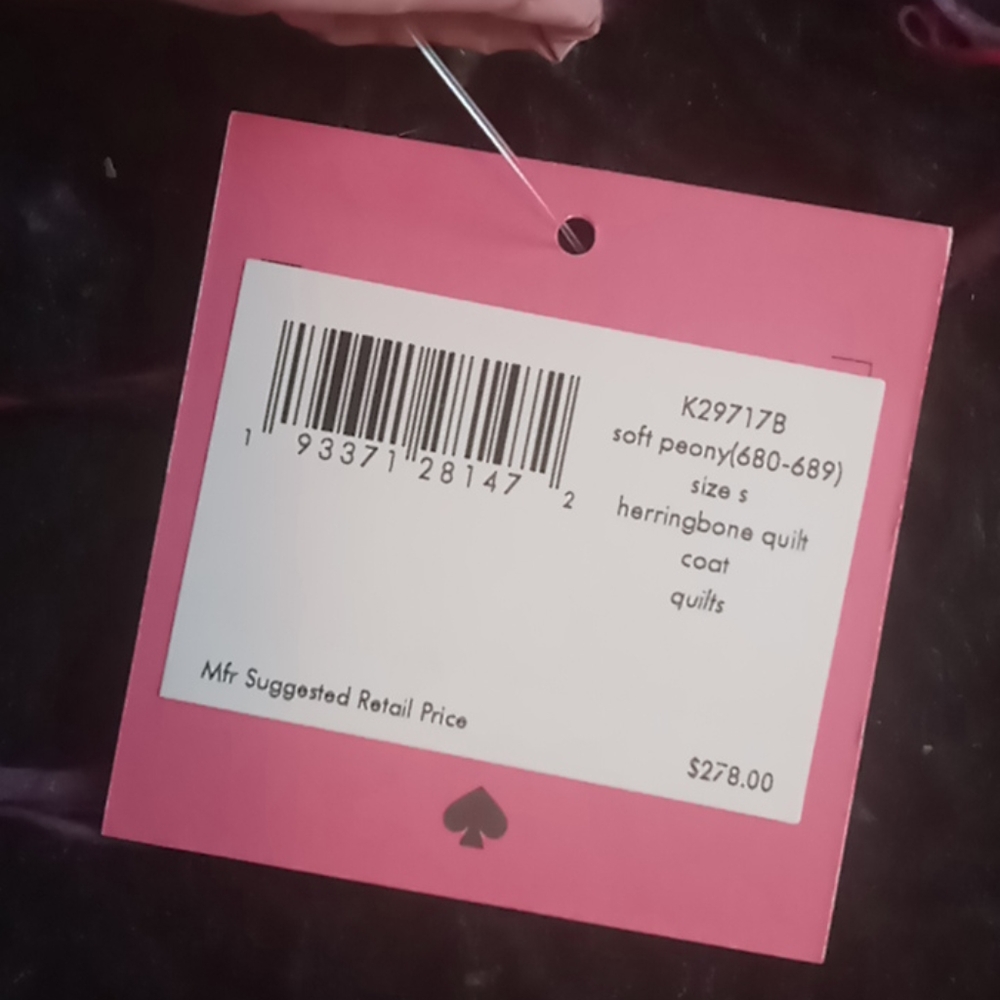 1 93371 28147 2
K29717B
soft peony(680-689)
size s
herringbone quilt
coat
quilts
Mfr Suggested Retail Price
$278.00